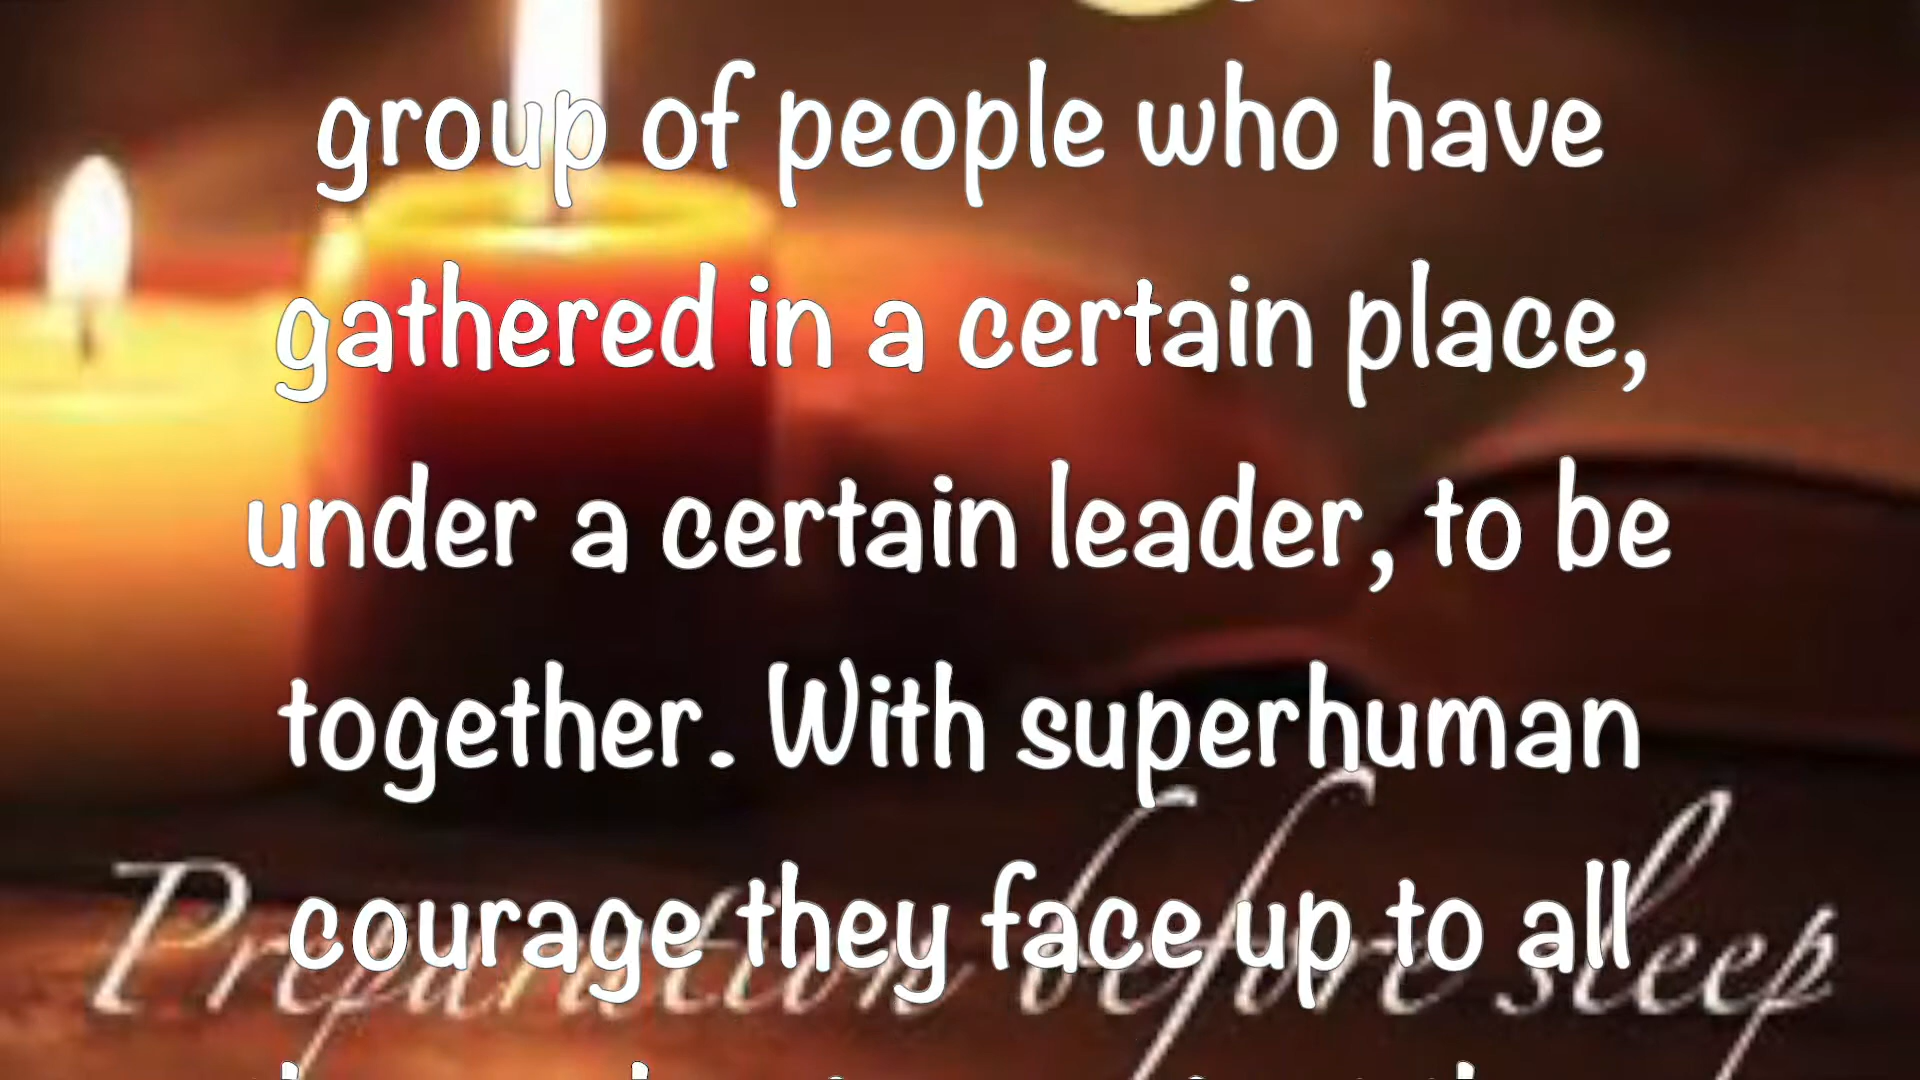 group of people who have
gathered in a certain place,
under a certain leader, to be
together. With superhuman
courage they face up to all
Preparation before sleep